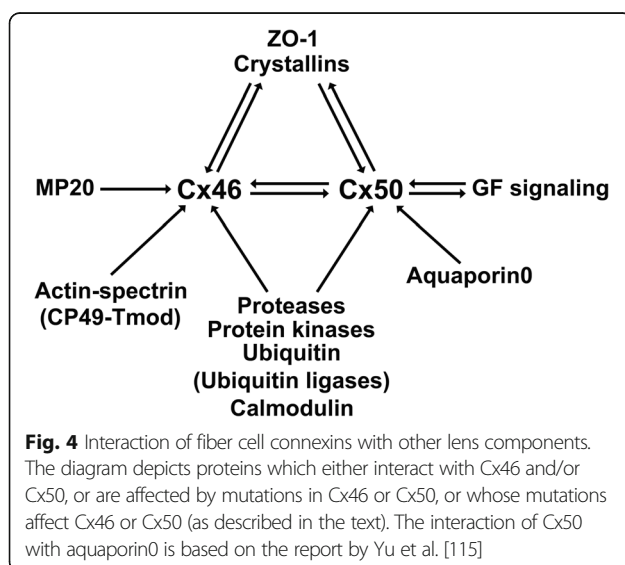 ZO-1
Crystallins
MP20 Cx46 Cx50 GF signaling
Aquaporin0
Actin-spectrin
(CP49-Tmod)
Proteases
Protein kinases
Ubiquitin
(Ubiquitin ligases)
Calmodulin
Fig. 4 Interaction of fiber cell connexins with other lens components.
The diagram depicts proteins which either interact with Cx46 and/or
Cx50, or are affected by mutations in Cx46 or Cx50, or whose mutations
affect Cx46 or Cx50 (as described in the text). The interaction of Cx50
with aquaporin0 is based on the report by Yu et al. [115]